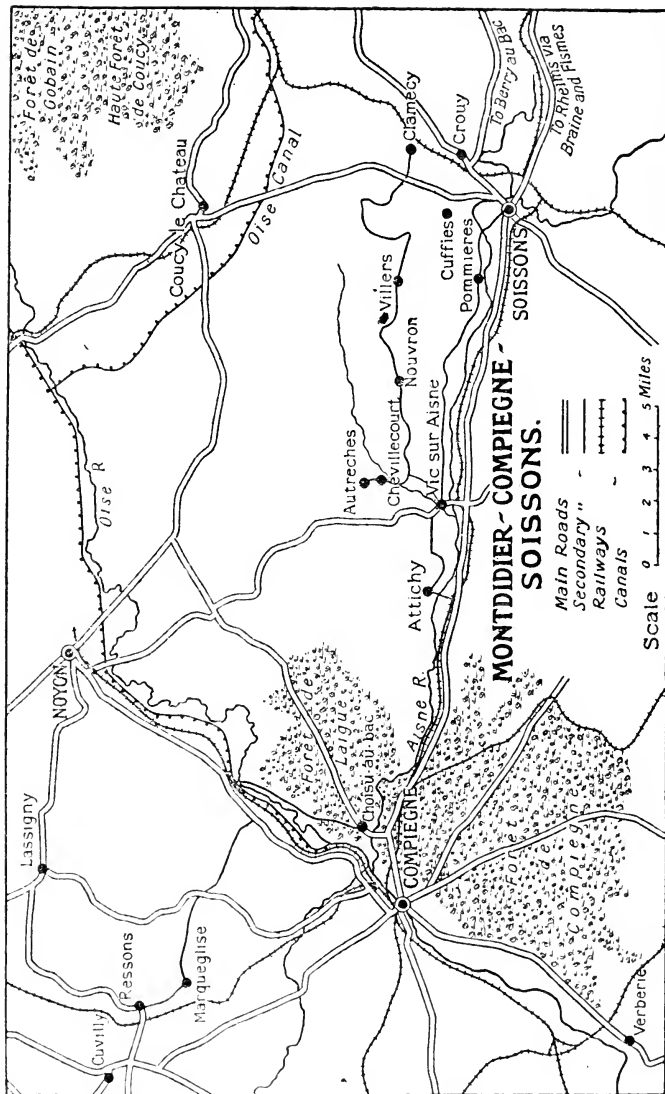 Forêt de
Gobain
Haute Forêt
de Coucy
Coucy le Chateau
Oise Canal
Oise R
NOYON
Lassigny
Ressons
Cuvilly
Marqueglise
Clamecy
Crouy
To Berry au Bac
To Rheims via
Braine and Fismes
Cuffies
Pommieres
SOISSONS
Villers
Nouvron
Autreches
Chevillecourt
Vic sur Aisne
Attichy
Aisne R.
Foret de
Laigue
Choisu au bac
COMPIEGNE
Foret
de
Compiegne
Verberie
MONTDIDIER - COMPIEGNE -
SOISSONS.
Main Roads
Secondary " -
Railways
Canals -
Scale 0 1 2 3 4 5 Miles